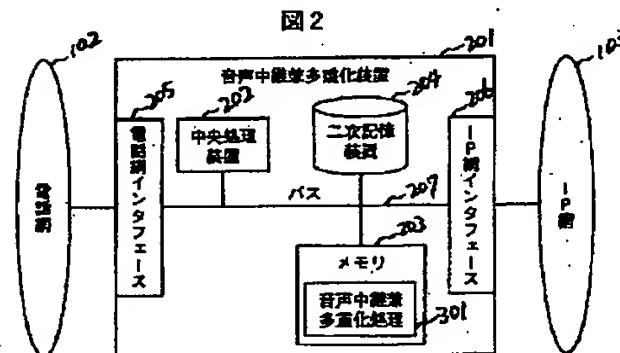 図2
102
201
103
音声中継兼多重化装置
205
202
204
206
中央処理
装置
二次記憶
装置
電話網インタフェース
IP網インタフェース
電話網
IP網
バス
207
203
メモリ
音声中継兼
多重化処理
301